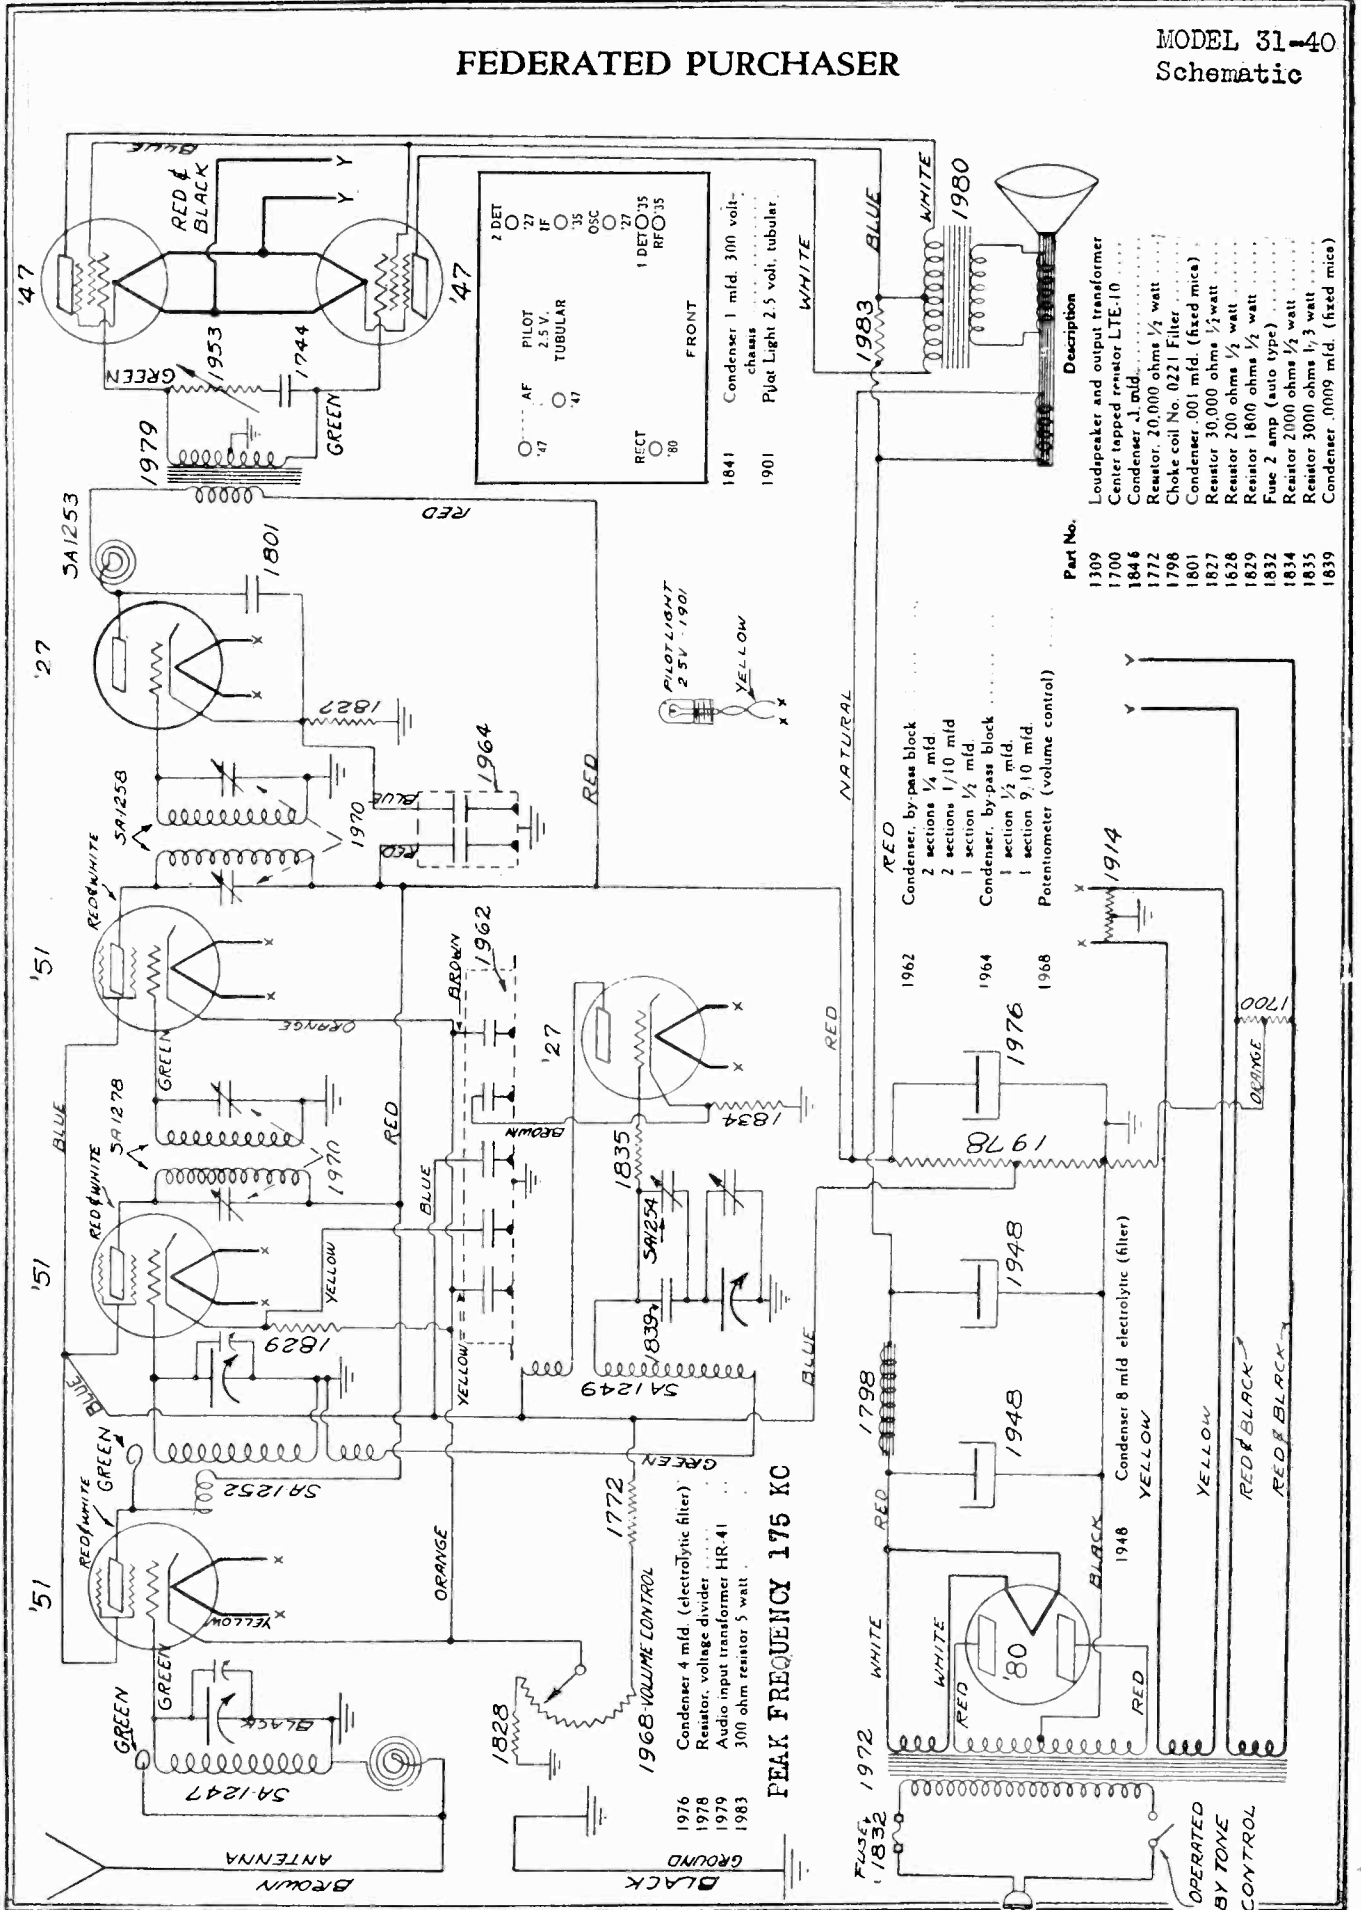 FEDERATED PURCHASER
MODEL 31-40
Schematic
'51
'51
'51
'27
'47
'47
'27
'80
RED & WHITE
RED & WHITE
RED & WHITE
GREEN
GREEN
GREEN
GREEN
YELLOW
BLACK
SA-1247
ANTENNA
BROWN
SA1252
BLUE
BLUE
GREEN
1829
YELLOW
YELLOW
ORANGE
SA1278
1970
RED
BLUE
ORANGE
BROWN
1962
BROWN
SA1258
1970
RED
BLUE
1964
1827
RED
1801
SA1253
RED
1979
GREEN
GREEN
1953
1744
RED &
BLACK
BLUE
Y
Y
2 DET
'27
IF
'35
OSC
'27
1 DET
'35
RF
'35
PILOT
2.5 V.
TUBULAR
AF
'47
'47
RECT
'80
FRONT
1841 Condenser 1 mfd. 300 volt-
chassis
1901 Pilot Light 2.5 volt, tubular
PILOT LIGHT
2 5V - 1901
YELLOW
1835
1834
SA1254
1839
SA1249
BLUE
1772
1828
1968-VOLUME CONTROL
BLACK
GROUND
1976 Condenser 4 mfd. (electrolytic filter)
1978 Resistor, voltage divider
1979 Audio input transformer HR-41
1983 300 ohm resistor 5 watt
PEAK FREQUENCY 175 KC
WHITE
BLUE
WHITE
1983
1980
NATURAL
RED
RED
1962 Condenser, by-pass block
2 sections 1/4 mfd.
2 sections 1/10 mfd
1 section 1/2 mfd.
1964 Condenser, by-pass block
1 section 1/2 mfd.
1 section 9/10 mfd.
1968 Potentiometer (volume control)
Part No. Description
1309 Loudspeaker and output transformer
1700 Center tapped resistor LTE-10
1846 Condenser .1 mfd.
1772 Resistor, 20,000 ohms 1/2 watt
1798 Choke coil No. 0221 Filter
1801 Condenser .001 mfd. (fixed mica)
1827 Resistor 30,000 ohms 1/2 watt
1828 Resistor 200 ohms 1/2 watt
1829 Resistor 1800 ohms 1/2 watt
1832 Fuse 2 amp (auto type)
1834 Resistor 2000 ohms 1/2 watt
1835 Resistor 3000 ohms 1/3 watt
1839 Condenser .0009 mfd. (fixed mica)
1914
1976
1978
1700
ORANGE
1948
1948
1798
RED
BLACK
1948 Condenser 8 mfd electrolytic (filter)
YELLOW
YELLOW
RED & BLACK
RED & BLACK
WHITE
WHITE
RED
RED
1972
FUSE
1832
OPERATED
BY TONE
CONTROL